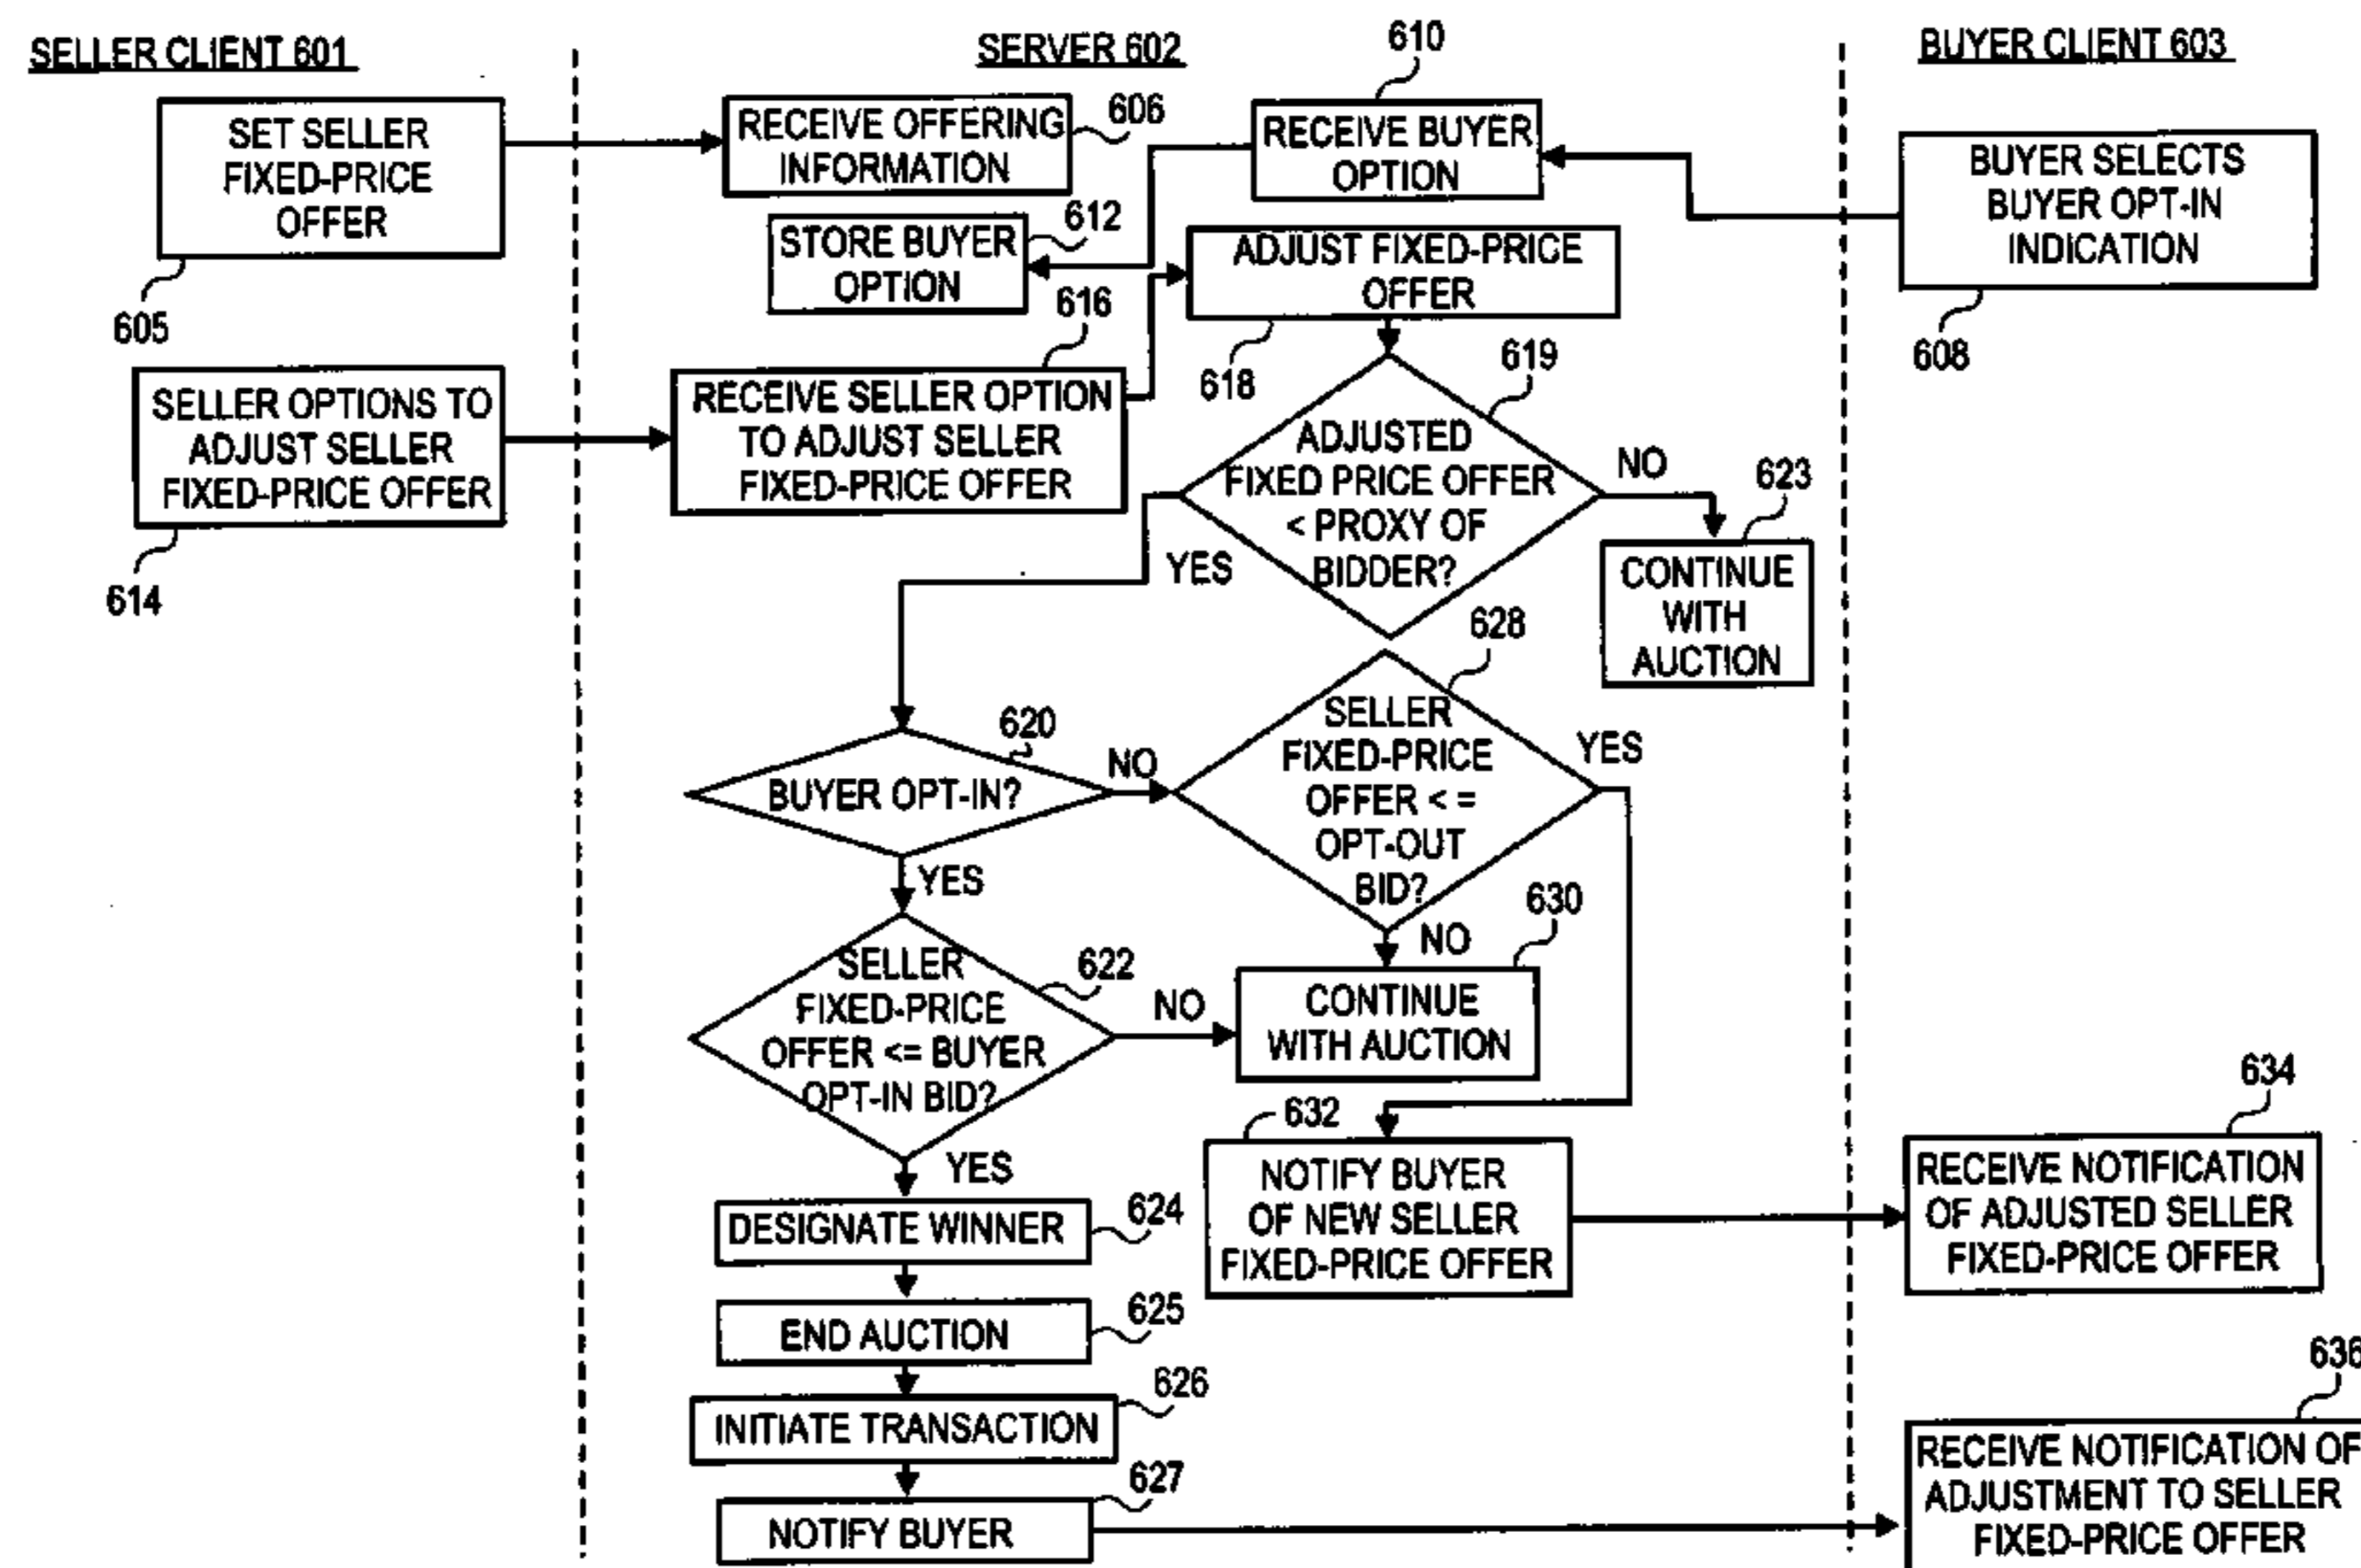 SELLER CLIENT 601
SERVER 602
BUYER CLIENT 603
SET SELLER
FIXED-PRICE
OFFER
605
RECEIVE OFFERING
INFORMATION
606
610
RECEIVE BUYER
OPTION
BUYER SELECTS
BUYER OPT-IN
INDICATION
608
STORE BUYER
OPTION
612
ADJUST FIXED-PRICE
OFFER
618
SELLER OPTIONS TO
ADJUST SELLER
FIXED-PRICE OFFER
614
616
RECEIVE SELLER OPTION
TO ADJUST SELLER
FIXED-PRICE OFFER
619
ADJUSTED
FIXED PRICE OFFER
< PROXY OF
BIDDER?
NO
YES
623
CONTINUE
WITH
AUCTION
620
BUYER OPT-IN?
NO
YES
628
SELLER
FIXED-PRICE
OFFER < =
OPT-OUT
BID?
YES
NO
622
SELLER
FIXED-PRICE
OFFER <= BUYER
OPT-IN BID?
NO
YES
630
CONTINUE
WITH AUCTION
632
NOTIFY BUYER
OF NEW SELLER
FIXED-PRICE OFFER
634
RECEIVE NOTIFICATION
OF ADJUSTED SELLER
FIXED-PRICE OFFER
DESIGNATE WINNER
624
END AUCTION
625
INITIATE TRANSACTION
626
NOTIFY BUYER
627
636
RECEIVE NOTIFICATION OF
ADJUSTMENT TO SELLER
FIXED-PRICE OFFER